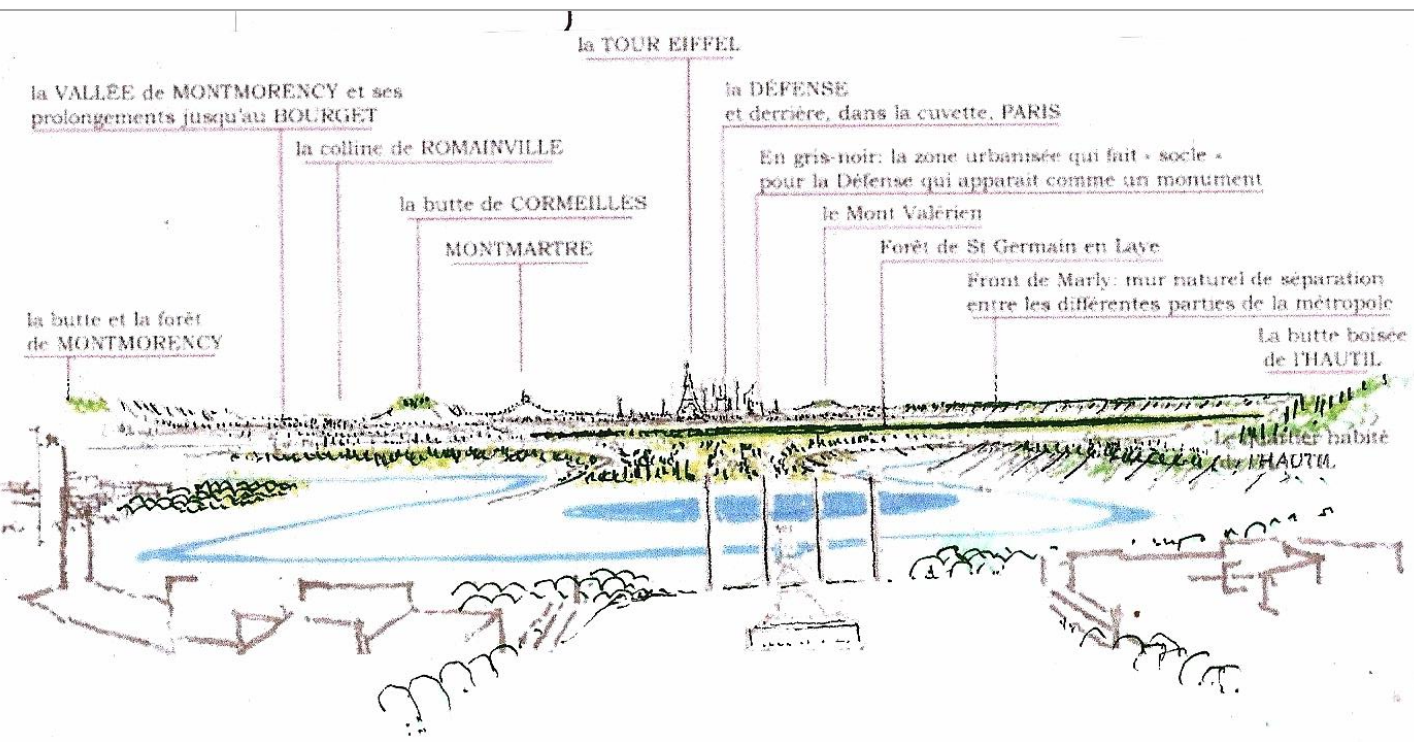 la TOUR EIFFEL
la VALLÉE de MONTMORENCY et ses
prolongements jusqu'au BOURGET
la DÉFENSE
et derrière, dans la cuvette, PARIS
la colline de ROMAINVILLE
En gris-noir: la zone urbanisée qui fait « socle »
pour la Défense qui apparait comme un monument
la butte de CORMEILLES
le Mont Valérien
MONTMARTRE
Forêt de St Germain en Laye
Front de Marly: mur naturel de séparation
entre les différentes parties de la métropole
la butte et la forêt
de MONTMORENCY
La butte boisée
de l'HAUTIL
Le quartier habité
l'HAUTIL